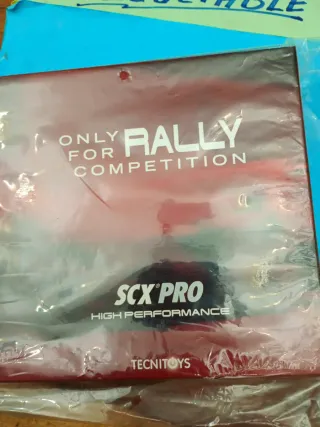 ONLY
FOR RALLY
COMPETITION
SCX® PRO
HIGH PERFORMANCE
TECNITOYS